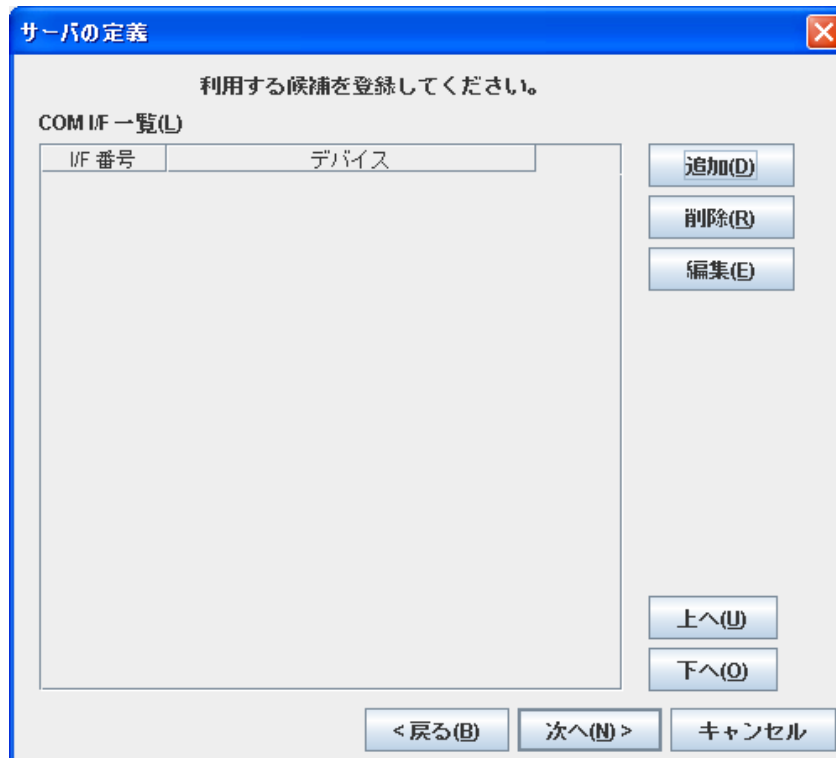 サーバの定義
利用する候補を登録してください。
COM I/F 一覧(L)
I/F 番号 デバイス
追加(D)
削除(R)
編集(E)
上へ(U)
下へ(O)
< 戻る(B) 次へ(N) > キャンセル